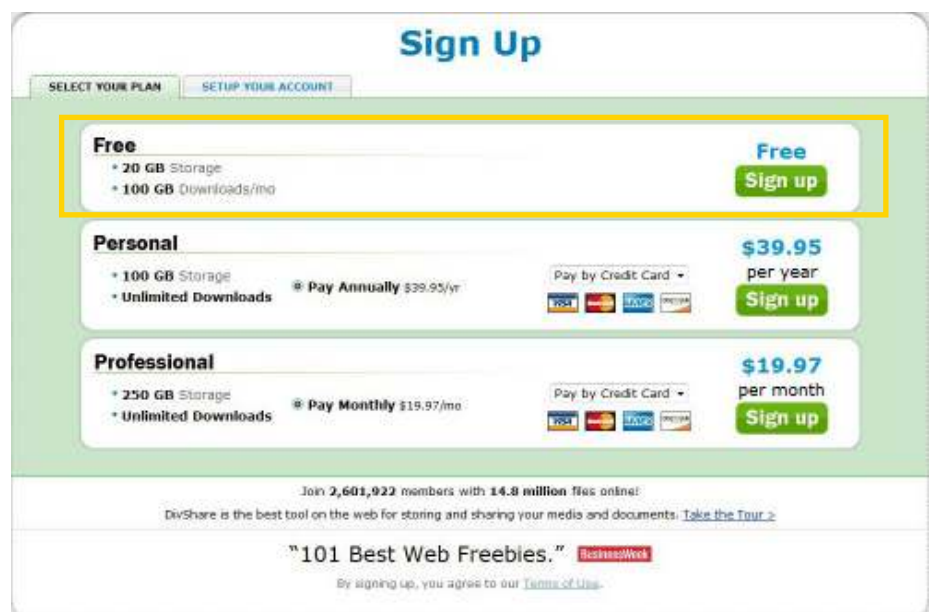 Sign Up
SELECT YOUR PLAN SETUP YOUR ACCOUNT
Free
• 20 GB Storage
• 100 GB Downloads/mo
Free
Sign up
Personal
• 100 GB Storage
• Unlimited Downloads
Pay Annually $39.95/yr
Pay by Credit Card
VISA
$39.95
per year
Sign up
Professional
• 250 GB Storage
• Unlimited Downloads
Pay Monthly $19.97/mo
Pay by Credit Card
VISA
$19.97
per month
Sign up
Join 2,601,922 members with 14.8 million files online!
DivShare is the best tool on the web for storing and sharing your media and documents. Take the Tour >
"101 Best Web Freebies." BusinessWeek
By signing up, you agree to our Terms of Use.